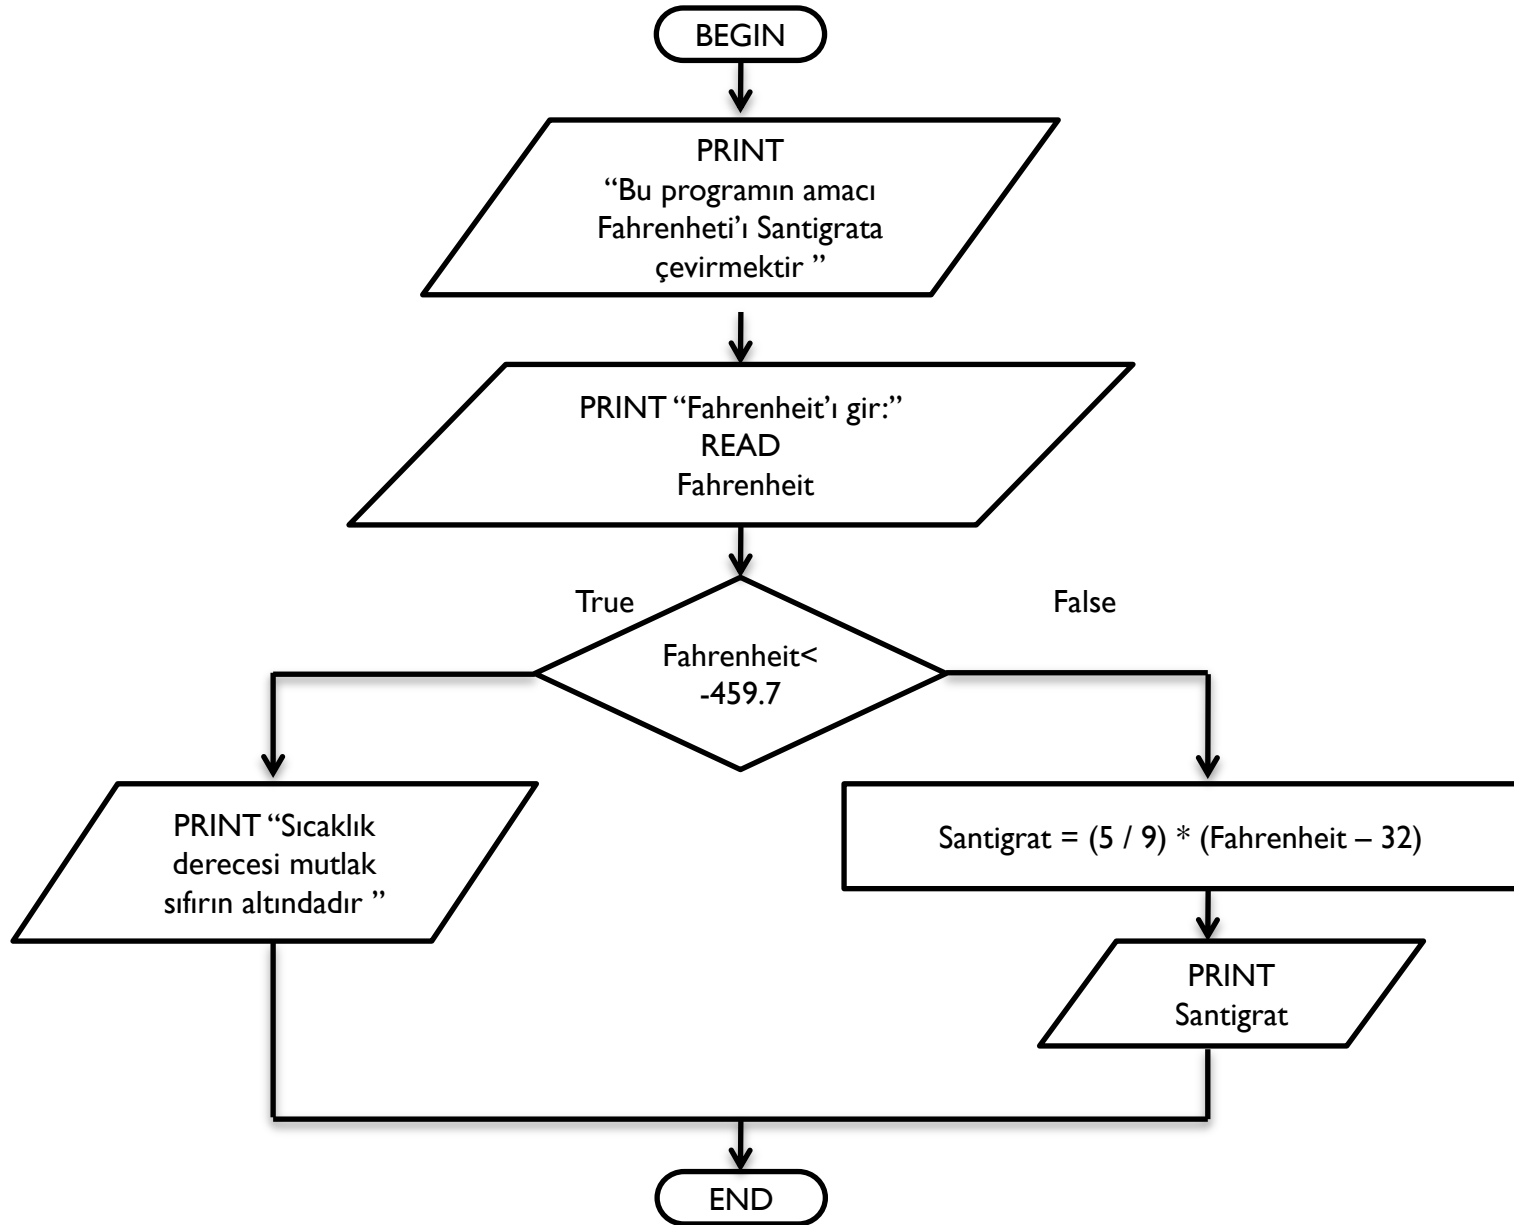 BEGIN
PRINT
“Bu programın amacı
Fahrenheti’ı Santigrata
çevirmektir ”
PRINT “Fahrenheit’ı gir:”
READ
Fahrenheit
True
False
Fahrenheit<
-459.7
PRINT “Sıcaklık
derecesi mutlak
sıfırın altındadır ”
Santigrat = (5 / 9) * (Fahrenheit – 32)
PRINT
Santigrat
END